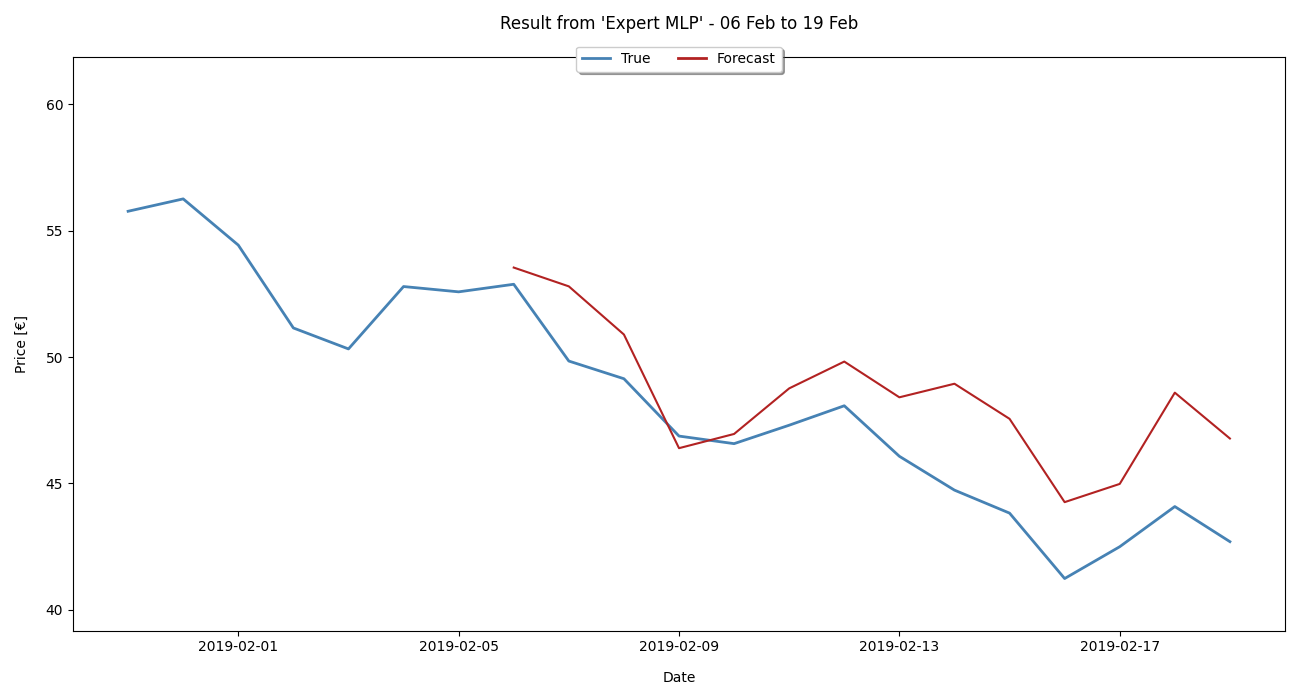 Result from 'Expert MLP' - 06 Feb to 19 Feb
True Forecast
60
55
50
45
40
Price [€]
2019-02-01 2019-02-05 2019-02-09 2019-02-13 2019-02-17
Date